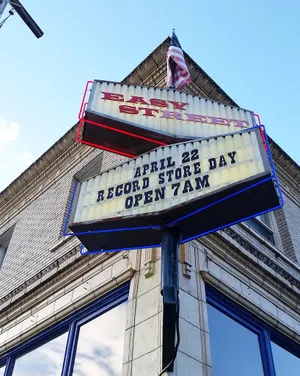 EASY
STREET
APRIL 22
RECORD STORE DAY
OPEN 7AM